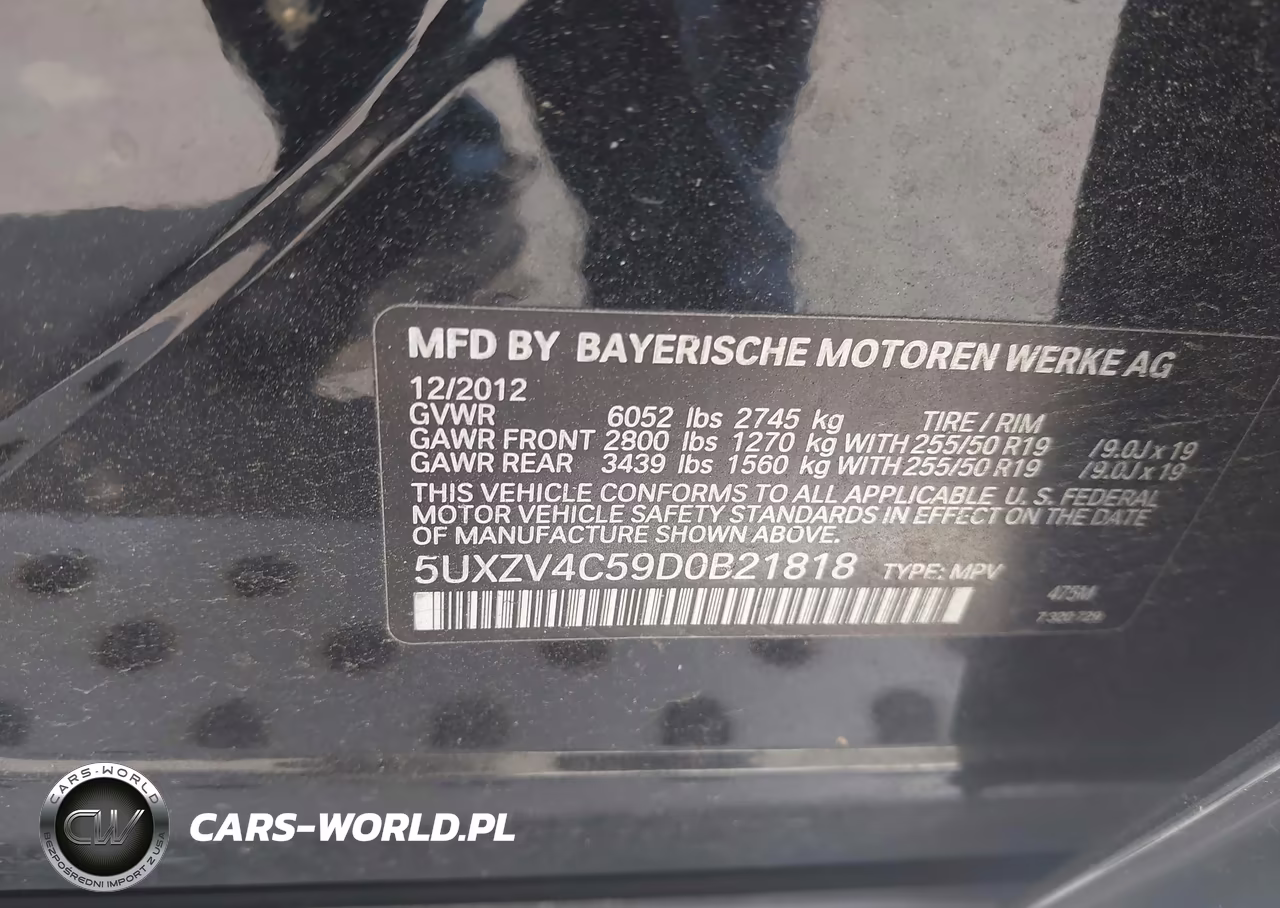 MFD BY BAYERISCHE MOTOREN WERKE AG
12/2012
GVWR 6052 lbs 2745 kg TIRE / RIM
GAWR FRONT 2800 lbs 1270 kg WITH 255/50 R19 /9.0J x 19
GAWR REAR 3439 lbs 1560 kg WITH 255/50 R19 /9.0J x 19
THIS VEHICLE CONFORMS TO ALL APPLICABLE U. S. FEDERAL
MOTOR VEHICLE SAFETY STANDARDS IN EFFECT ON THE DATE
OF MANUFACTURE SHOWN ABOVE.
5UXZV4C59D0B21818 TYPE: MPV
475M
CARS-WORLD
CW
BEZPOŚREDNI IMPORT Z USA
CARS-WORLD.PL